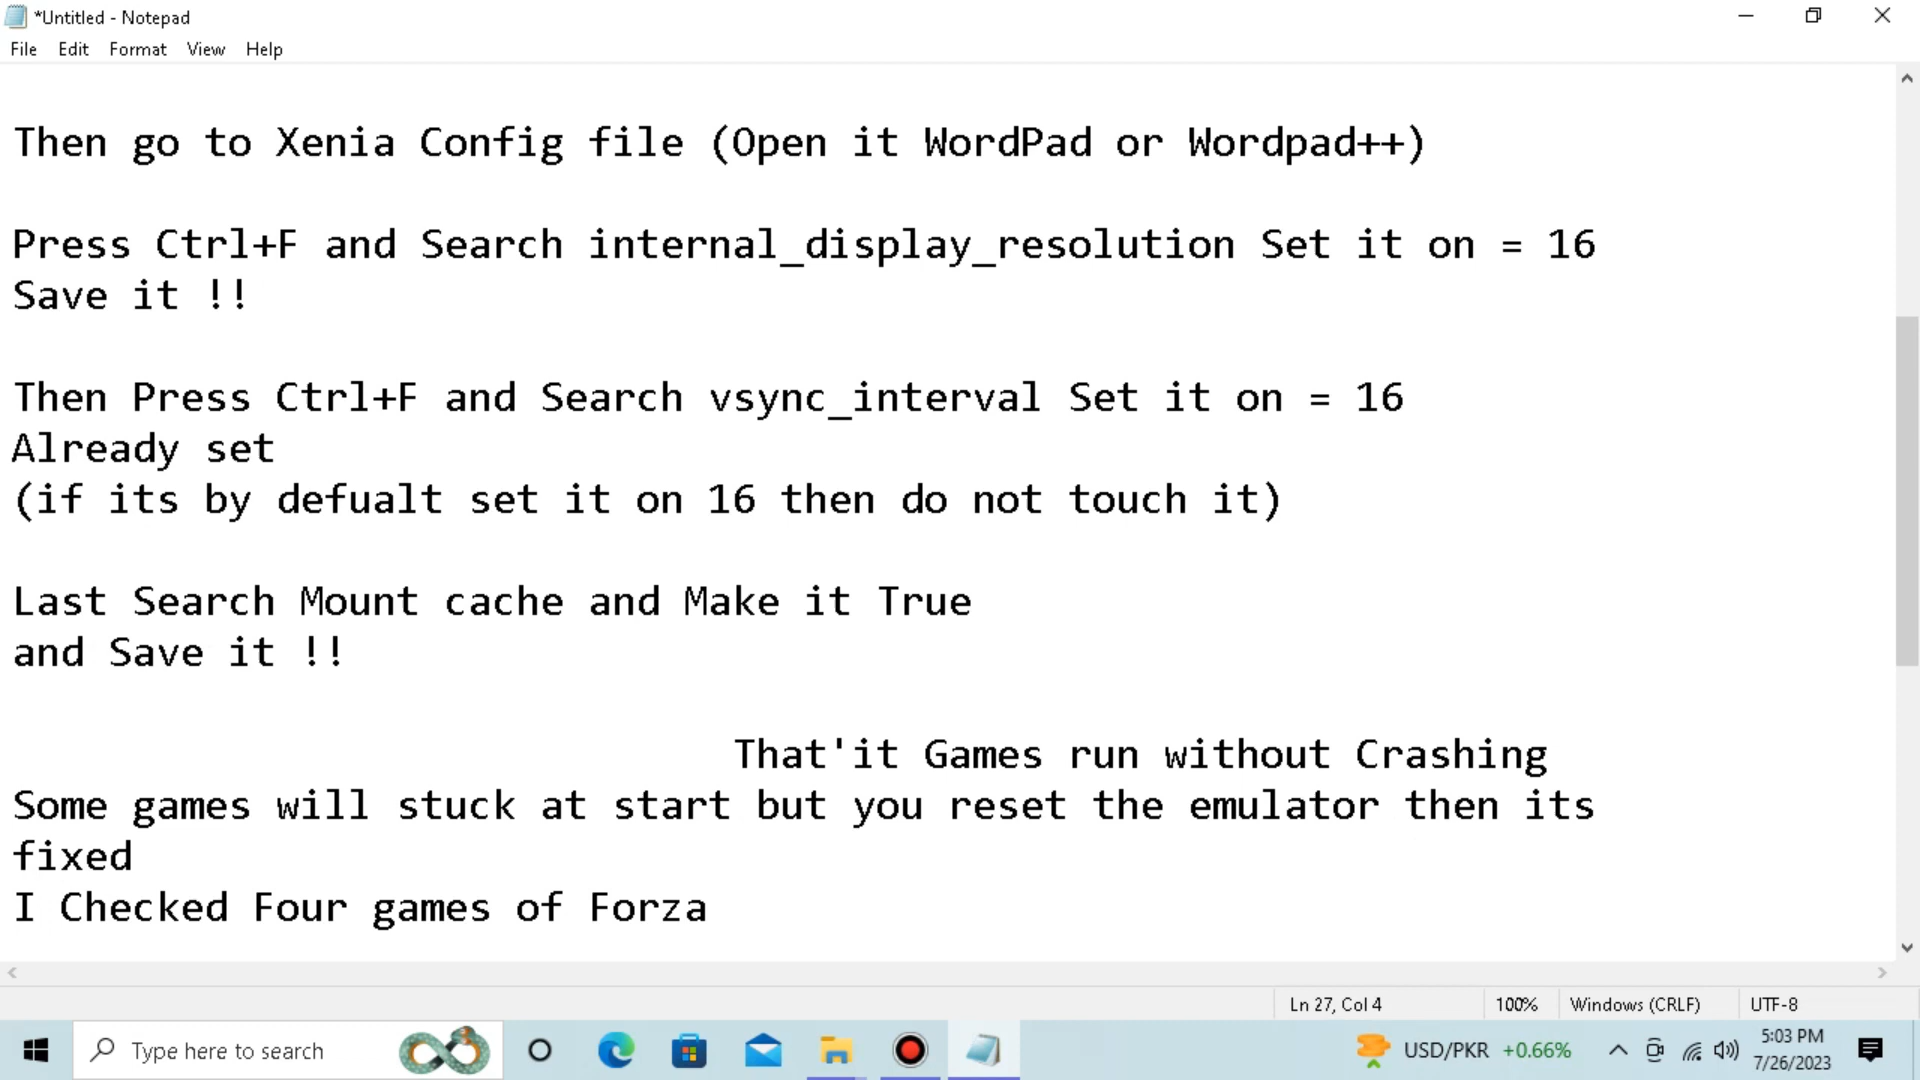 *Untitled - Notepad
File Edit Format View Help
Then go to Xenia Config file (Open it WordPad or Wordpad++)
Press Ctrl+F and Search internal_display_resolution Set it on = 16
Save it !!
Then Press Ctrl+F and Search vsync_interval Set it on = 16
Already set
(if its by defualt set it on 16 then do not touch it)
Last Search Mount cache and Make it True
and Save it !!
That'it Games run without Crashing
Some games will stuck at start but you reset the emulator then its
fixed
I Checked Four games of Forza
Ln 27, Col 4 100% Windows (CRLF) UTF-8
Type here to search USD/PKR +0.66% 5:03 PM
7/26/2023